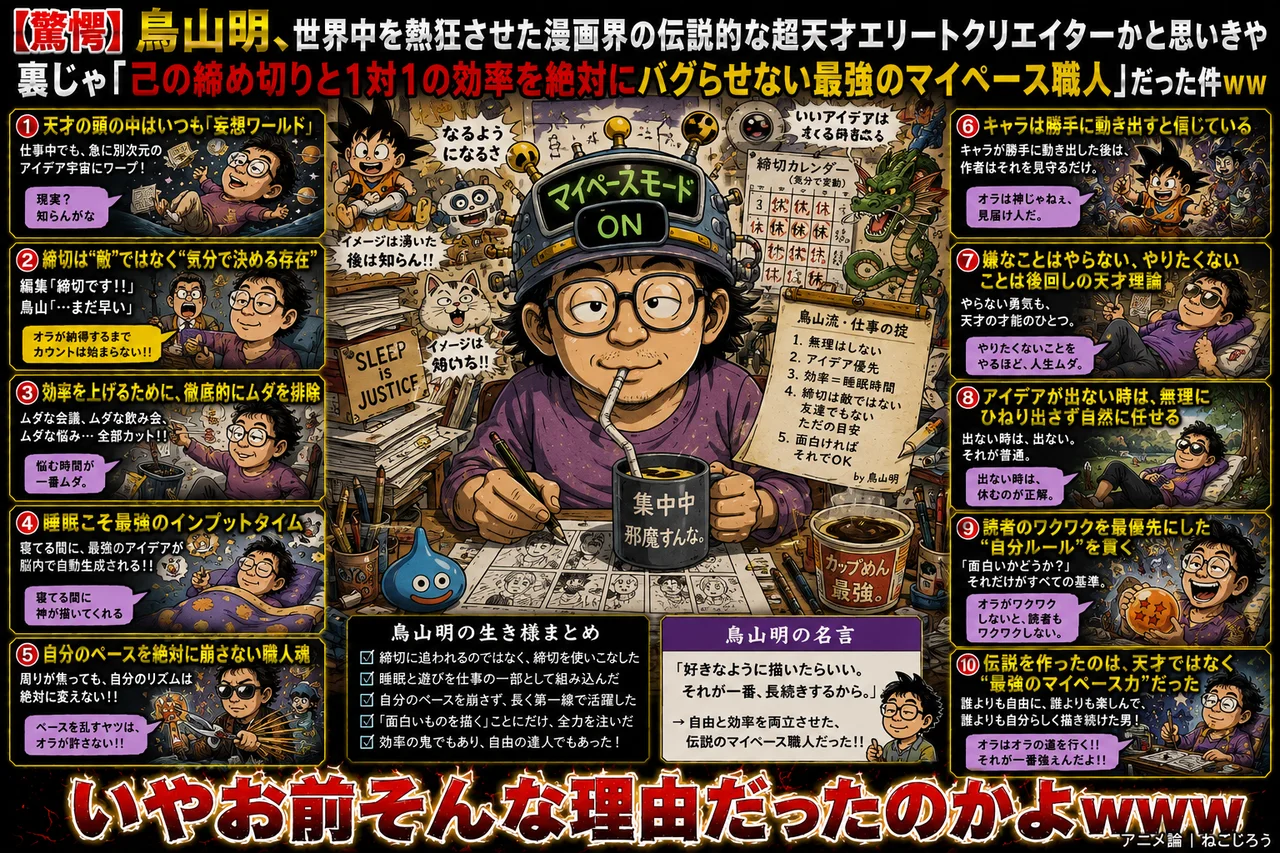 【驚愕】鳥山明、世界中を熱狂させた漫画界の伝説的な超天才エリートクリエイターかと思いきや
裏じゃ「己の締め切りと1対1の効率を絶対にバグらせない最強のマイペース職人」だった件ww
① 天才の頭の中はいつも「妄想ワールド」
仕事中でも、急に別次元の
アイデア宇宙にワープ!
現実?
知らんがな
② 締切は“敵”ではなく“気分で決める存在”
編集「締切です!!」
鳥山「…まだ早い」
オラが納得するまで
カウントは始まらない!!
③ 効率を上げるために、徹底的にムダを排除
ムダな会議、ムダな飲み会、
ムダな悩み… 全部カット!!
悩む時間が
一番ムダ。
④ 睡眠こそ最強のインプットタイム
寝てる間に、最強のアイデアが
脳内で自動生成される!!
寝てる間に
神が描いてくれる
⑤ 自分のペースを絶対に崩さない職人魂
周りが焦っても、自分のリズムは
絶対に変えない!!
ペースを乱すヤツは、
オラが許さない!!
なるよう
になるさ
いいアイデアは
マイペースモード
ON
イメージは湧いた
後は知らん!!
イメージは
SLEEP
is
JUSTICE
締切カレンダー
(気分で変動)
3 休 休 休 休
休 休 休
休 休 休
休 休 休
鳥山流・仕事の掟
1. 無理はしない
2. アイデア優先
3. 効率=睡眠時間
4. 締切は敵ではない
友達でもない
ただの目安
5. 面白ければ
それでOK
by 鳥山明
集中中
邪魔すんな。
カップめん
最強。
鳥山明の生き様まとめ
☑ 締切に追われるのではなく、締切を使いこなした
☑ 睡眠と遊びを仕事の一部として組み込んだ
☑ 自分のペースを崩さず、長く第一線で活躍した
☑ 「面白いものを描く」ことにだけ、全力を注いだ
☑ 効率の鬼でもあり、自由の達人でもあった!
鳥山明の名言
「好きなように描いたらいい。
それが一番、長続きするから。」
→ 自由と効率を両立させた、
伝説のマイペース職人だった!!
⑥ キャラは勝手に動き出すと信じている
キャラが勝手に動き出した後は、
作者はそれを見守るだけ。
オラは神じゃねぇ、
見届け人だ。
⑦ 嫌なことはやらない、やりたくない
ことは後回しの天才理論
やらない勇気も、
天才の才能のひとつ。
やりたくないことを
やるほど、人生ムダ。
⑧ アイデアが出ない時は、無理に
ひねり出さず自然に任せる
出ない時は、出ない。
それが普通。
出ない時は、
休むのが正解。
⑨ 読者のワクワクを最優先にした
“自分ルール”を貫く
「面白いかどうか?」
それだけがすべての基準。
オラがワクワク
しないと、読者も
ワクワクしない。
⑩ 伝説を作ったのは、天才ではなく
“最強のマイペース力”だった
誰よりも自由に、誰よりも楽しんで、
誰よりも自分らしく描き続けた男!
オラはオラの道を行く!!
それが一番強えんだよ!!
いやお前そんな理由だったのかよwww
アニメ論 | ねこじろう